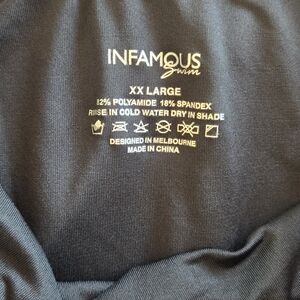 INFAMOUS
Swim
XX LARGE
82% POLYAMIDE 18% SPANDEX
RINSE IN COLD WATER DRY IN SHADE
DESIGNED IN MELBOURNE
MADE IN CHINA